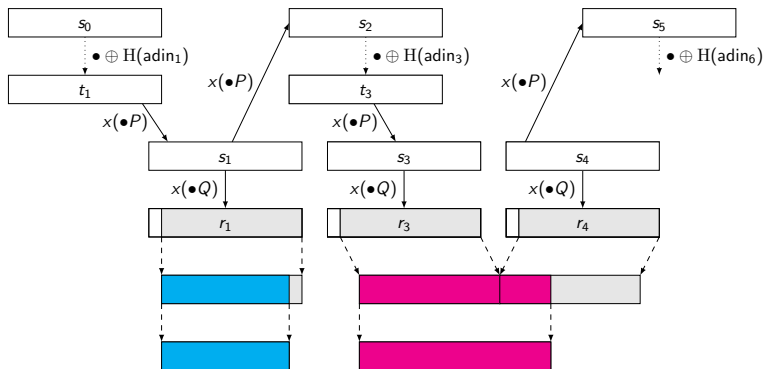 s₀ s₂ s₅
• ⊕ H(adin₁) • ⊕ H(adin₃) • ⊕ H(adin₆)
x(•P) x(•P)
t₁ t₃
x(•P) x(•P)
s₁ s₃ s₄
x(•Q) x(•Q) x(•Q)
r₁ r₃ r₄